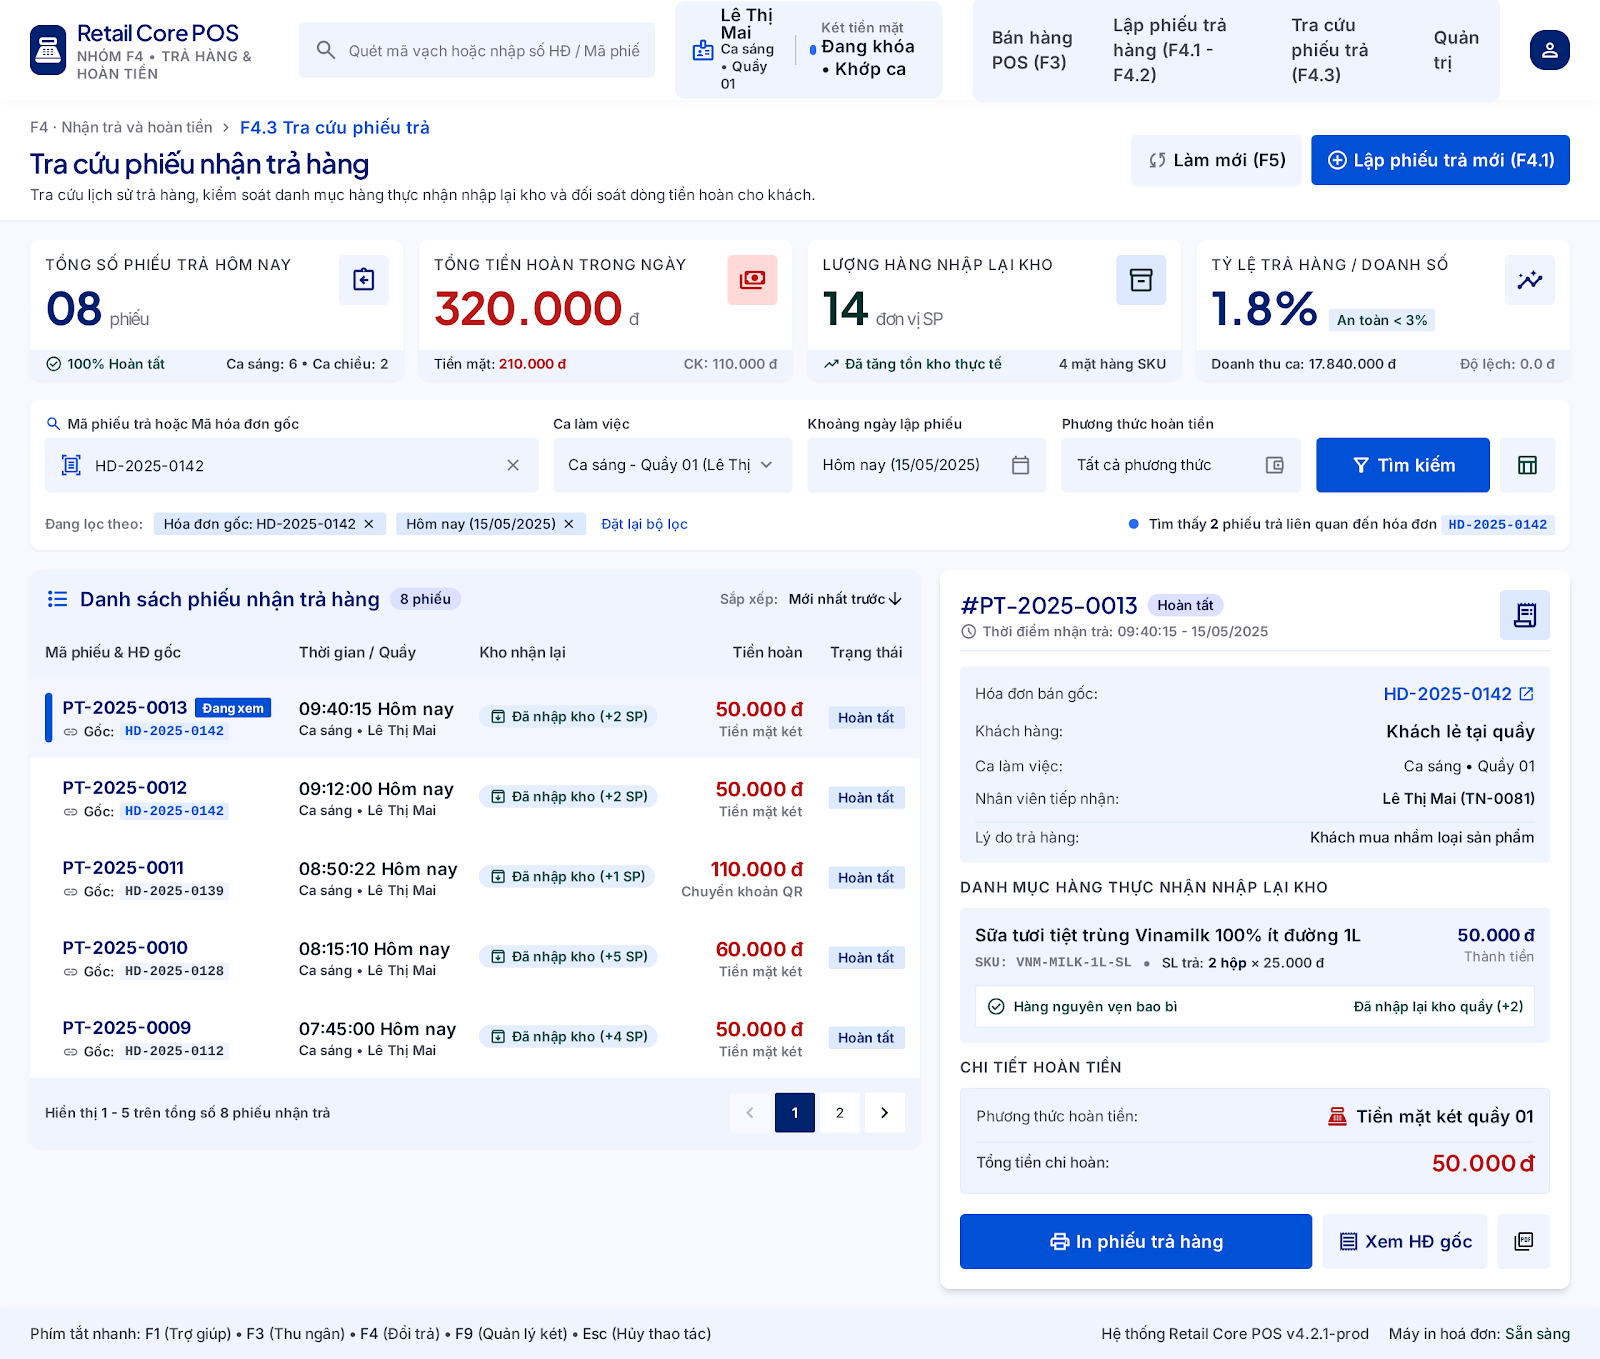 Retail Core POS
NHÓM F4 • TRẢ HÀNG &
HOÀN TIỀN
Quét mã vạch hoặc nhập số HĐ / Mã phiế
Lê Thị
Mai
Ca sáng
• Quầy
01
Két tiền mặt
Đang khóa
• Khớp ca
Bán hàng
POS (F3)
Lập phiếu trả
hàng (F4.1 -
F4.2)
Tra cứu
phiếu trả
(F4.3)
Quản
trị
F4 · Nhận trả và hoàn tiền > F4.3 Tra cứu phiếu trả
Tra cứu phiếu nhận trả hàng
Tra cứu lịch sử trả hàng, kiểm soát danh mục hàng thực nhận nhập lại kho và đối soát dòng tiền hoàn cho khách.
Làm mới (F5)
Lập phiếu trả mới (F4.1)
TỔNG SỐ PHIẾU TRẢ HÔM NAY
08 phiếu
100% Hoàn tất
Ca sáng: 6 • Ca chiều: 2
TỔNG TIỀN HOÀN TRONG NGÀY
320.000 đ
Tiền mặt: 210.000 đ
CK: 110.000 đ
LƯỢNG HÀNG NHẬP LẠI KHO
14 đơn vị SP
Đã tăng tồn kho thực tế
4 mặt hàng SKU
TỶ LỆ TRẢ HÀNG / DOANH SỐ
1.8% An toàn < 3%
Doanh thu ca: 17.840.000 đ
Độ lệch: 0.0 đ
Mã phiếu trả hoặc Mã hóa đơn gốc
HD-2025-0142
Ca làm việc
Ca sáng - Quầy 01 (Lê Thị
Khoảng ngày lập phiếu
Hôm nay (15/05/2025)
Phương thức hoàn tiền
Tất cả phương thức
Tìm kiếm
Đang lọc theo: Hóa đơn gốc: HD-2025-0142 Hôm nay (15/05/2025) Đặt lại bộ lọc
Tìm thấy 2 phiếu trả liên quan đến hóa đơn HD-2025-0142
Danh sách phiếu nhận trả hàng 8 phiếu
Sắp xếp: Mới nhất trước
Mã phiếu & HĐ gốc Thời gian / Quầy Kho nhận lại Tiền hoàn Trạng thái
PT-2025-0013 Đang xem 09:40:15 Hôm nay Đã nhập kho (+2 SP) 50.000 đ Hoàn tất
Gốc: HD-2025-0142 Ca sáng • Lê Thị Mai Tiền mặt két
PT-2025-0012 09:12:00 Hôm nay Đã nhập kho (+2 SP) 50.000 đ Hoàn tất
Gốc: HD-2025-0142 Ca sáng • Lê Thị Mai Tiền mặt két
PT-2025-0011 08:50:22 Hôm nay Đã nhập kho (+1 SP) 110.000 đ Hoàn tất
Gốc: HD-2025-0139 Ca sáng • Lê Thị Mai Chuyển khoản QR
PT-2025-0010 08:15:10 Hôm nay Đã nhập kho (+5 SP) 60.000 đ Hoàn tất
Gốc: HD-2025-0128 Ca sáng • Lê Thị Mai Tiền mặt két
PT-2025-0009 07:45:00 Hôm nay Đã nhập kho (+4 SP) 50.000 đ Hoàn tất
Gốc: HD-2025-0112 Ca sáng • Lê Thị Mai Tiền mặt két
Hiển thị 1 - 5 trên tổng số 8 phiếu nhận trả
1 2
#PT-2025-0013 Hoàn tất
Thời điểm nhận trả: 09:40:15 - 15/05/2025
Hóa đơn bán gốc: HD-2025-0142
Khách hàng: Khách lẻ tại quầy
Ca làm việc: Ca sáng • Quầy 01
Nhân viên tiếp nhận: Lê Thị Mai (TN-0081)
Lý do trả hàng: Khách mua nhầm loại sản phẩm
DANH MỤC HÀNG THỰC NHẬN NHẬP LẠI KHO
Sữa tươi tiệt trùng Vinamilk 100% ít đường 1L 50.000 đ
SKU: VNM-MILK-1L-SL • SL trả: 2 hộp × 25.000 đ Thành tiền
Hàng nguyên vẹn bao bì Đã nhập lại kho quầy (+2)
CHI TIẾT HOÀN TIỀN
Phương thức hoàn tiền: Tiền mặt két quầy 01
Tổng tiền chi hoàn: 50.000 đ
In phiếu trả hàng
Xem HĐ gốc
PDF
Phím tắt nhanh: F1 (Trợ giúp) • F3 (Thu ngân) • F4 (Đổi trả) • F9 (Quản lý két) • Esc (Hủy thao tác)
Hệ thống Retail Core POS v4.2.1-prod Máy in hoá đơn: Sẵn sàng